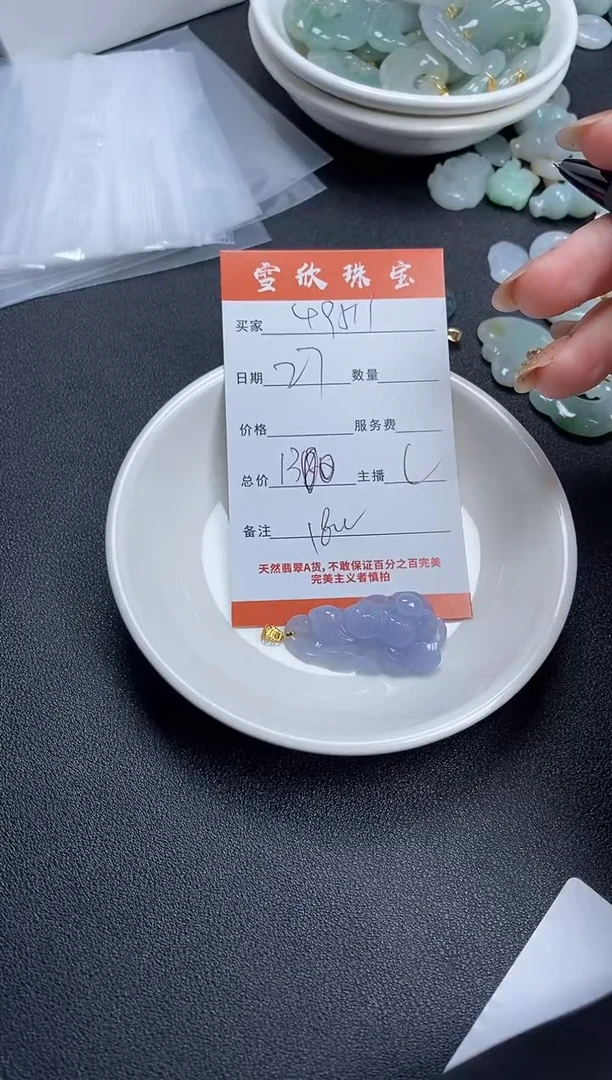 雪欣珠宝
买家 49511
日期 27 数量
价格 服务费
总价 1300 主播 L
备注 18k
天然翡翠A货,不敢保证百分之百完美
完美主义者慎拍